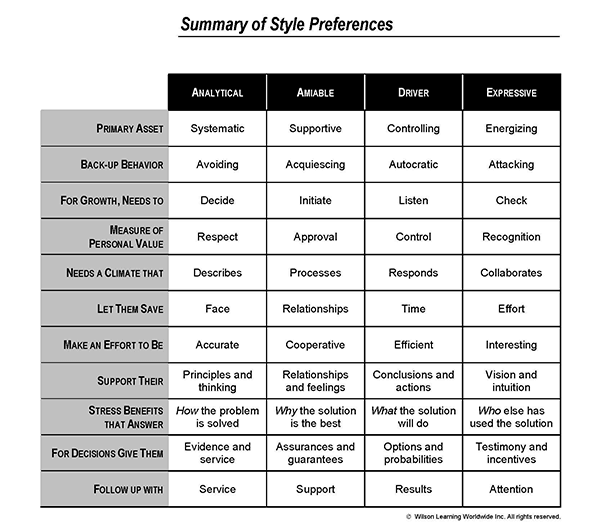 Summary of Style Preferences
ANALYTICAL AMIABLE DRIVER EXPRESSIVE
PRIMARY ASSET Systematic Supportive Controlling Energizing
BACK-UP BEHAVIOR Avoiding Acquiescing Autocratic Attacking
FOR GROWTH, NEEDS TO Decide Initiate Listen Check
MEASURE OF
PERSONAL VALUE Respect Approval Control Recognition
NEEDS A CLIMATE THAT Describes Processes Responds Collaborates
LET THEM SAVE Face Relationships Time Effort
MAKE AN EFFORT TO BE Accurate Cooperative Efficient Interesting
SUPPORT THEIR Principles and Relationships Conclusions and Vision and
thinking and feelings actions intuition
STRESS BENEFITS How the problem Why the solution What the solution Who else has
THAT ANSWER is solved is the best will do used the solution
FOR DECISIONS GIVE THEM Evidence and Assurances and Options and Testimony and
service guarantees probabilities incentives
FOLLOW UP WITH Service Support Results Attention
© Wilson Learning Worldwide Inc. All rights reserved.